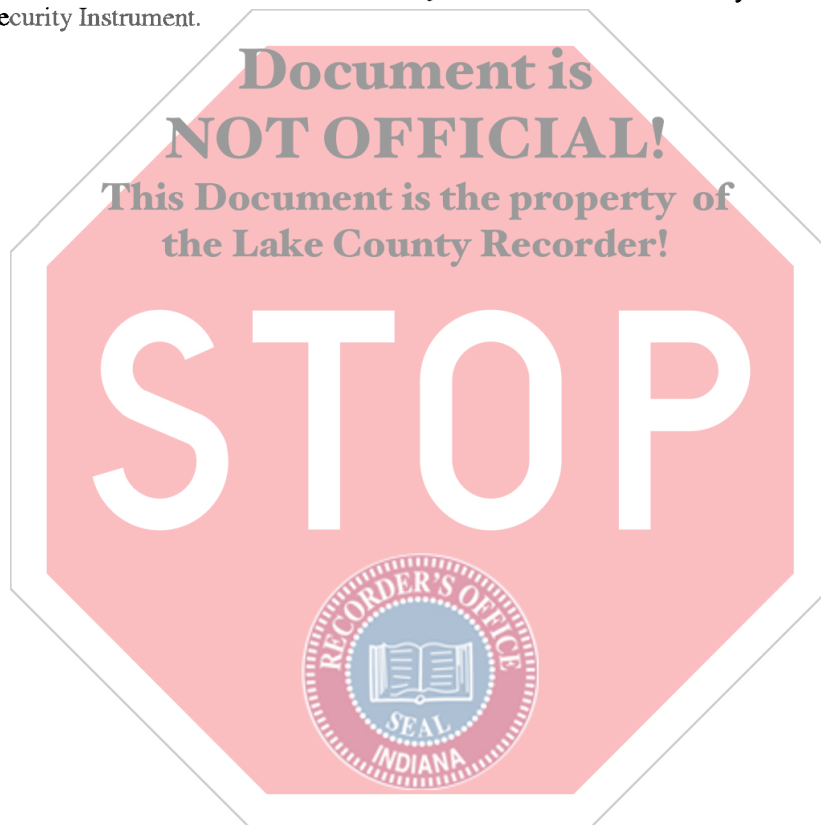 ecurity Instrument.
Document is
NOT OFFICIAL!
This Document is the property of
the Lake County Recorder!
STOP
RECORDER'S OFFICE
SEAL
INDIANA